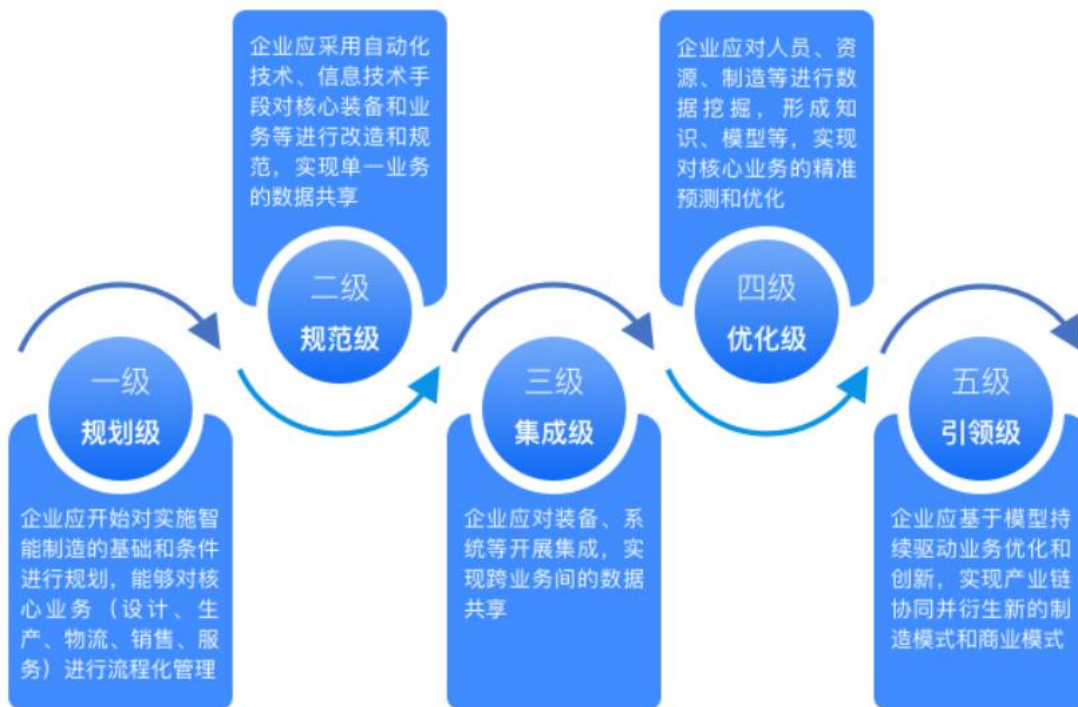 一级
规划级
企业应开始对实施智
能制造的基础和条件
进行规划，能够对核
心业务（设计、生
产、物流、销售、服
务）进行流程化管理
企业应采用自动化
技术、信息技术手
段对核心装备和业
务等进行改造和规
范，实现单一业务
的数据共享
二级
规范级
三级
集成级
企业应对装备、系
统等开展集成，实
现跨业务间的数据
共享
企业应对人员、资
源、制造等进行数
据挖掘，形成知
识、模型等，实现
对核心业务的精准
预测和优化
四级
优化级
五级
引领级
企业应基于模型持
续驱动业务优化和
创新，实现产业链
协同并衍生新的制
造模式和商业模式